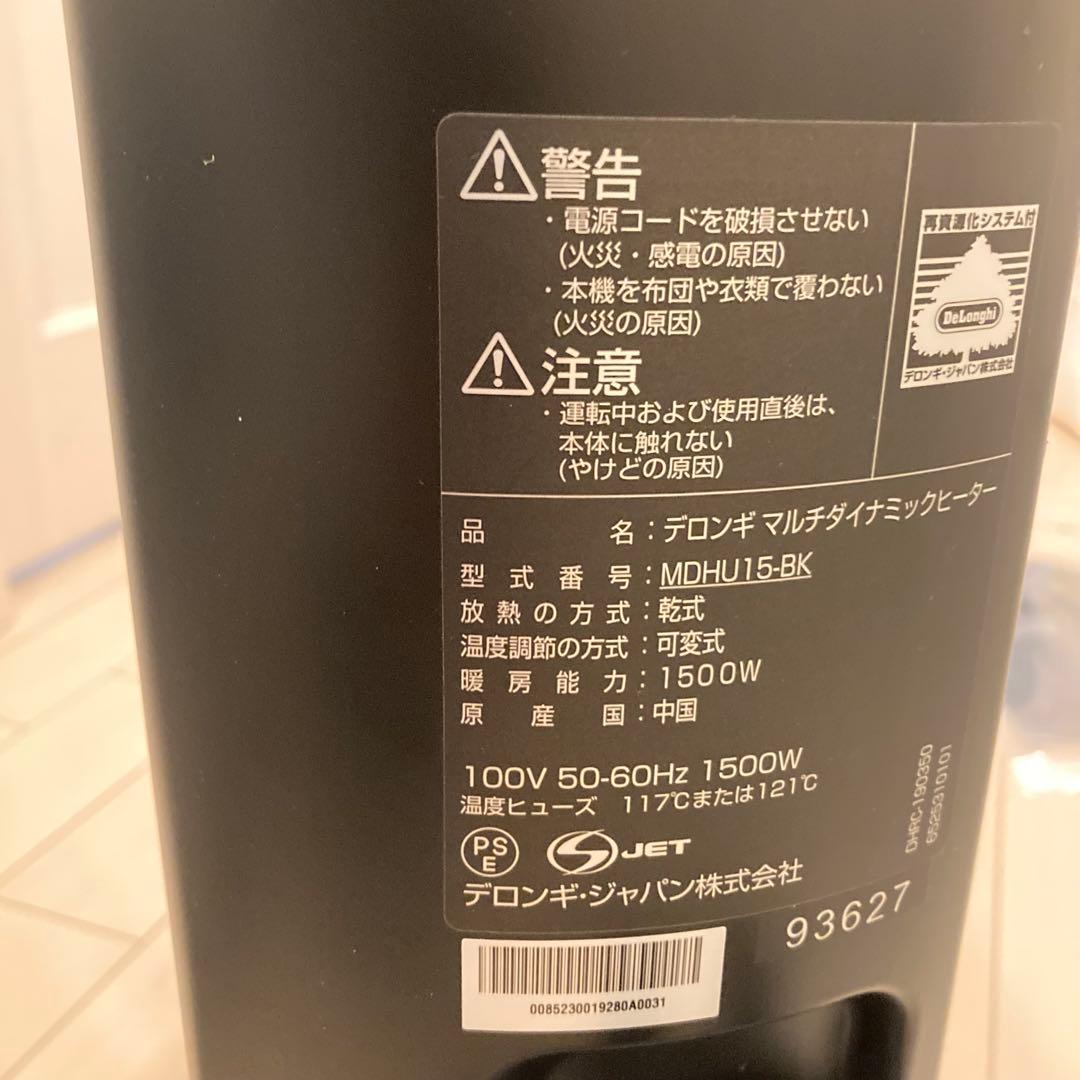 警告
・電源コードを破損させない
(火災・感電の原因)
・本機を布団や衣類で覆わない
(火災の原因)
注意
・運転中および使用直後は、
本体に触れない
(やけどの原因)
再資源化システム付
DeLonghi
デロンギ・ジャパン株式会社
品名：デロンギ マルチダイナミックヒーター
型式番号：MDHU15-BK
放熱の方式：乾式
温度調節の方式：可変式
暖房能力：1500W
原産国：中国
100V 50-60Hz 1500W
温度ヒューズ 117℃または121℃
PSE
JET
デロンギ・ジャパン株式会社
DHRC-190350
6525310101
93627
0085230019280A0031